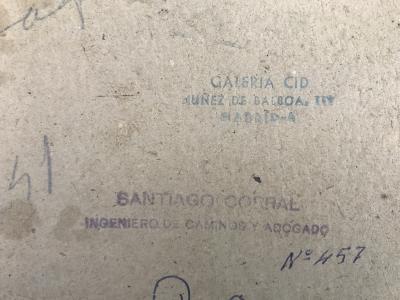 GALERIA CID
NUÑEZ DE BALBOA, 119
MADRID-6
41
SANTIAGO CORRAL
INGENIERO DE CAMINOS Y ABOGADO
Nº 457